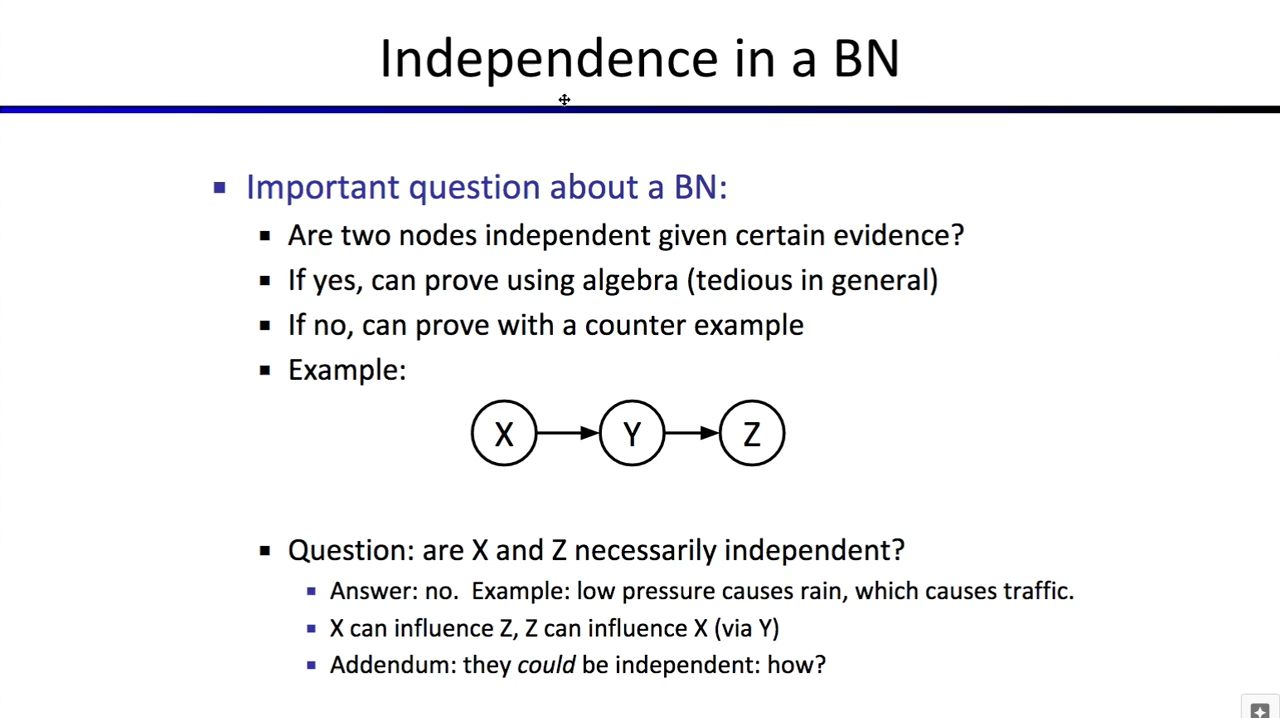 Independence in a BN
Important question about a BN:
Are two nodes independent given certain evidence?
If yes, can prove using algebra (tedious in general)
If no, can prove with a counter example
Example:
X Y Z
Question: are X and Z necessarily independent?
Answer: no. Example: low pressure causes rain, which causes traffic.
X can influence Z, Z can influence X (via Y)
Addendum: they could be independent: how?